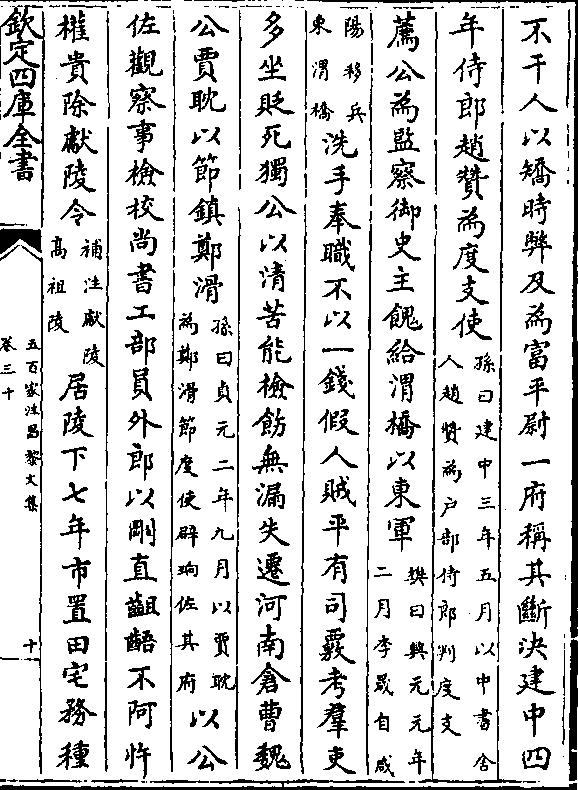 不干人以矯時弊及為富平尉一府稱其斷決建中四
年侍郎趙贊為度支使孫曰建中三年五月以中書舍人趙贊為户部侍郎判度支
薦公為監察御史主餽給渭橋以東軍樊曰興元元年二月李晟自咸
陽移兵東渭橋洗手奉職不以一錢假人賊平有司覈考羣吏
多坐貶死獨公以清苦能檢飭無漏失遷河南倉曹魏
公賈耽以節鎮鄭滑孫曰貞元二年九月以賈耽為鄭滑節度使辟珦佐其府以公
佐觀察事檢校尚書工部員外郎以剛直齟齬不阿忤
權貴除獻陵令補注獻陵高祖陵居陵下七年市置田宅務種
欽定四庫全書
五百家注昌黎文集
卷三十
十